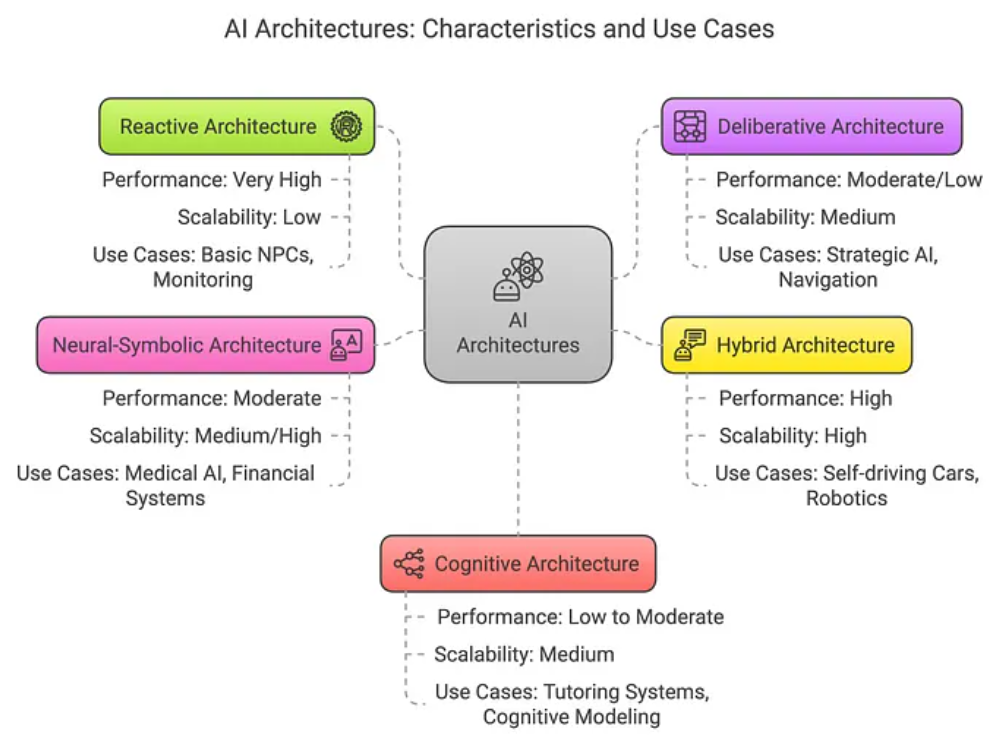 AI Architectures: Characteristics and Use Cases
Reactive Architecture
Performance: Very High
Scalability: Low
Use Cases: Basic NPCs,
Monitoring
Deliberative Architecture
Performance: Moderate/Low
Scalability: Medium
Use Cases: Strategic AI,
Navigation
AI
Architectures
Neural-Symbolic Architecture
A
Performance: Moderate
Scalability: Medium/High
Use Cases: Medical AI, Financial
Systems
Hybrid Architecture
Performance: High
Scalability: High
Use Cases: Self-driving Cars,
Robotics
Cognitive Architecture
Performance: Low to Moderate
Scalability: Medium
Use Cases: Tutoring Systems,
Cognitive Modeling